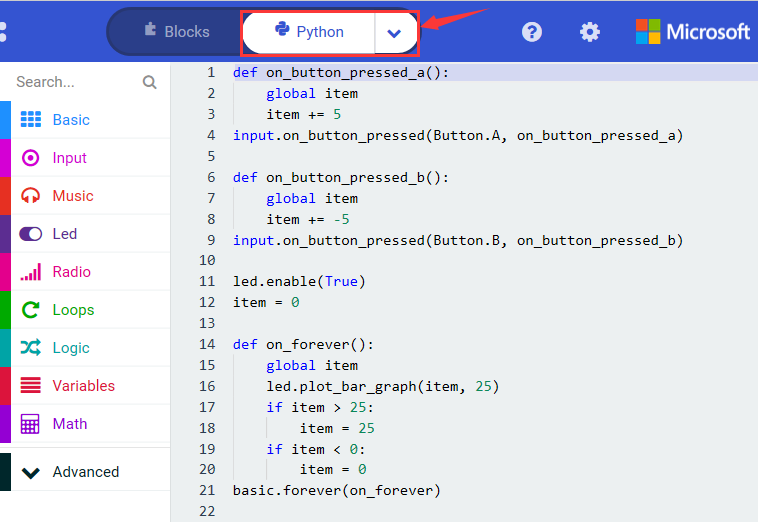 Blocks
Python
?
Microsoft
Search...
Basic
Input
Music
Led
Radio
Loops
Logic
Variables
Math
Advanced
1 def on_button_pressed_a():
2     global item
3     item += 5
4 input.on_button_pressed(Button.A, on_button_pressed_a)
5
6 def on_button_pressed_b():
7     global item
8     item += -5
9 input.on_button_pressed(Button.B, on_button_pressed_b)
10
11 led.enable(True)
12 item = 0
13
14 def on_forever():
15     global item
16     led.plot_bar_graph(item, 25)
17     if item > 25:
18         item = 25
19     if item < 0:
20         item = 0
21 basic.forever(on_forever)
22